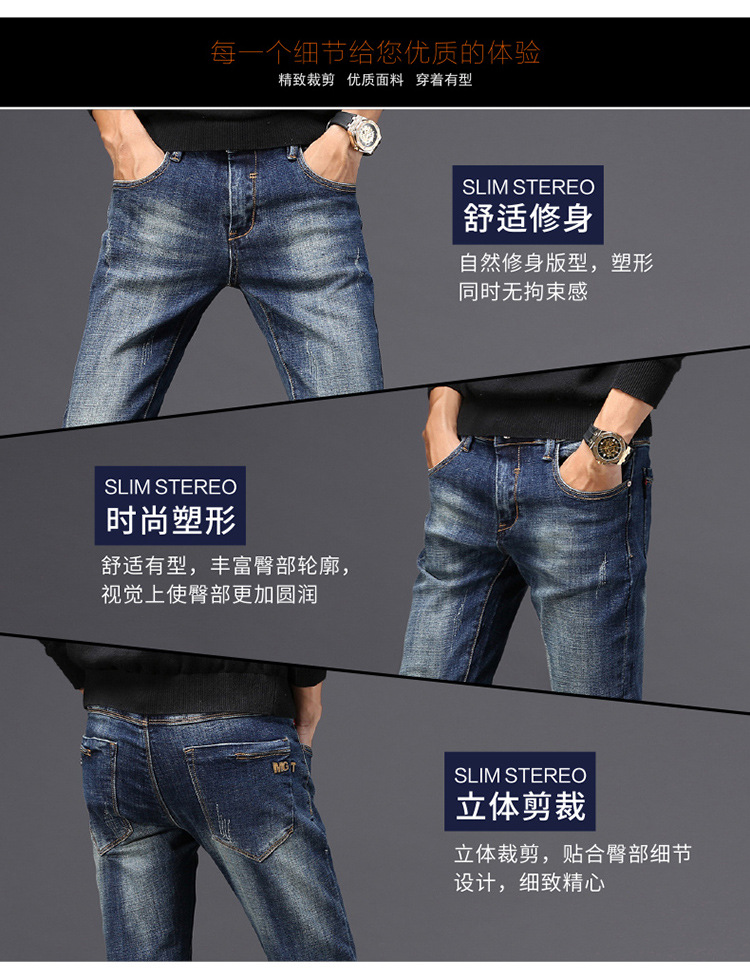 每一个细节给您优质的体验
精致裁剪 优质面料 穿着有型
SLIM STEREO
舒适修身
自然修身版型，塑形
同时无拘束感
SLIM STEREO
时尚塑形
舒适有型，丰富臀部轮廓，
视觉上使臀部更加圆润
SLIM STEREO
立体剪裁
立体裁剪，贴合臀部细节
设计，细致精心